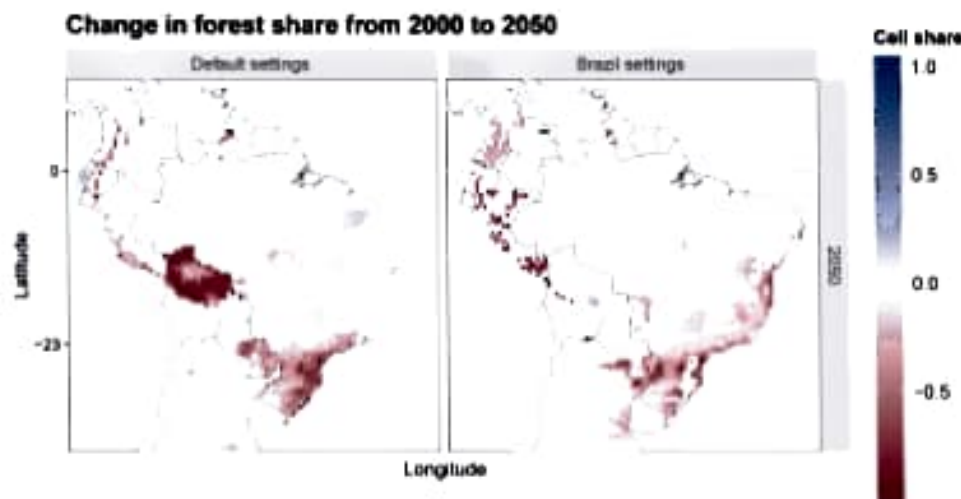 Change in forest share from 2000 to 2050
Default settings
Brazil settings
Cell share
1.0
0.5
0.0
-0.5
0
-23
Latitude
2050
Longitude